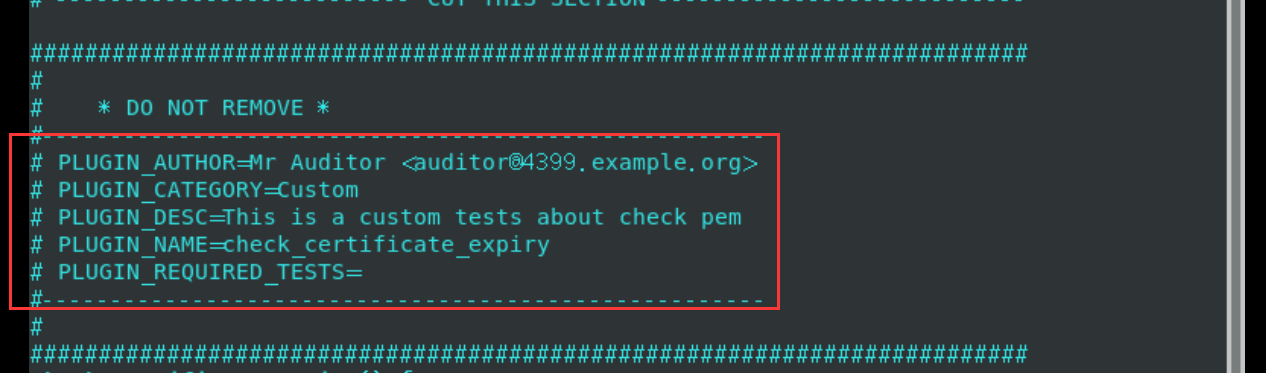 # -------------------------- CUT THIS SECTION ---------------------------
#########################################################################
#
#    * DO NOT REMOVE *
#-----------------------------------------------------
# PLUGIN_AUTHOR=Mr Auditor <auditor@4399.example.org>
# PLUGIN_CATEGORY=Custom
# PLUGIN_DESC=This is a custom tests about check pem
# PLUGIN_NAME=check_certificate_expiry
# PLUGIN_REQUIRED_TESTS=
#-----------------------------------------------------
#
#########################################################################